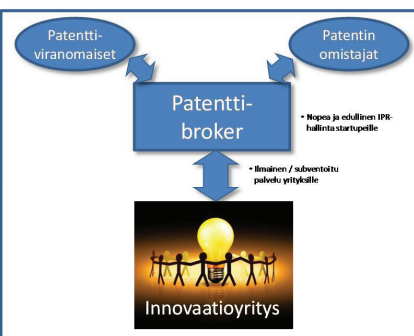 Patentti-
viranomaiset
Patentin
omistajat
Patentti-
broker
• Nopea ja edullinen IPR-
hallinta startupeille
• Ilmainen / subventoitu
palvelu yrityksille
Innovaatioyritys